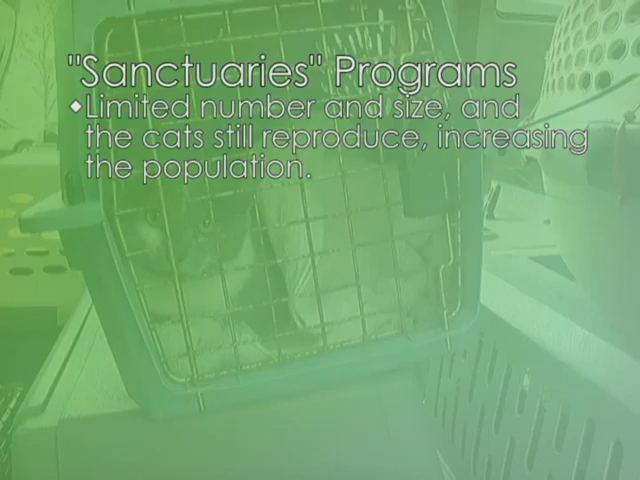 "Sanctuaries" Programs
◆Limited number and size, and
the cats still reproduce, increasing
the population.